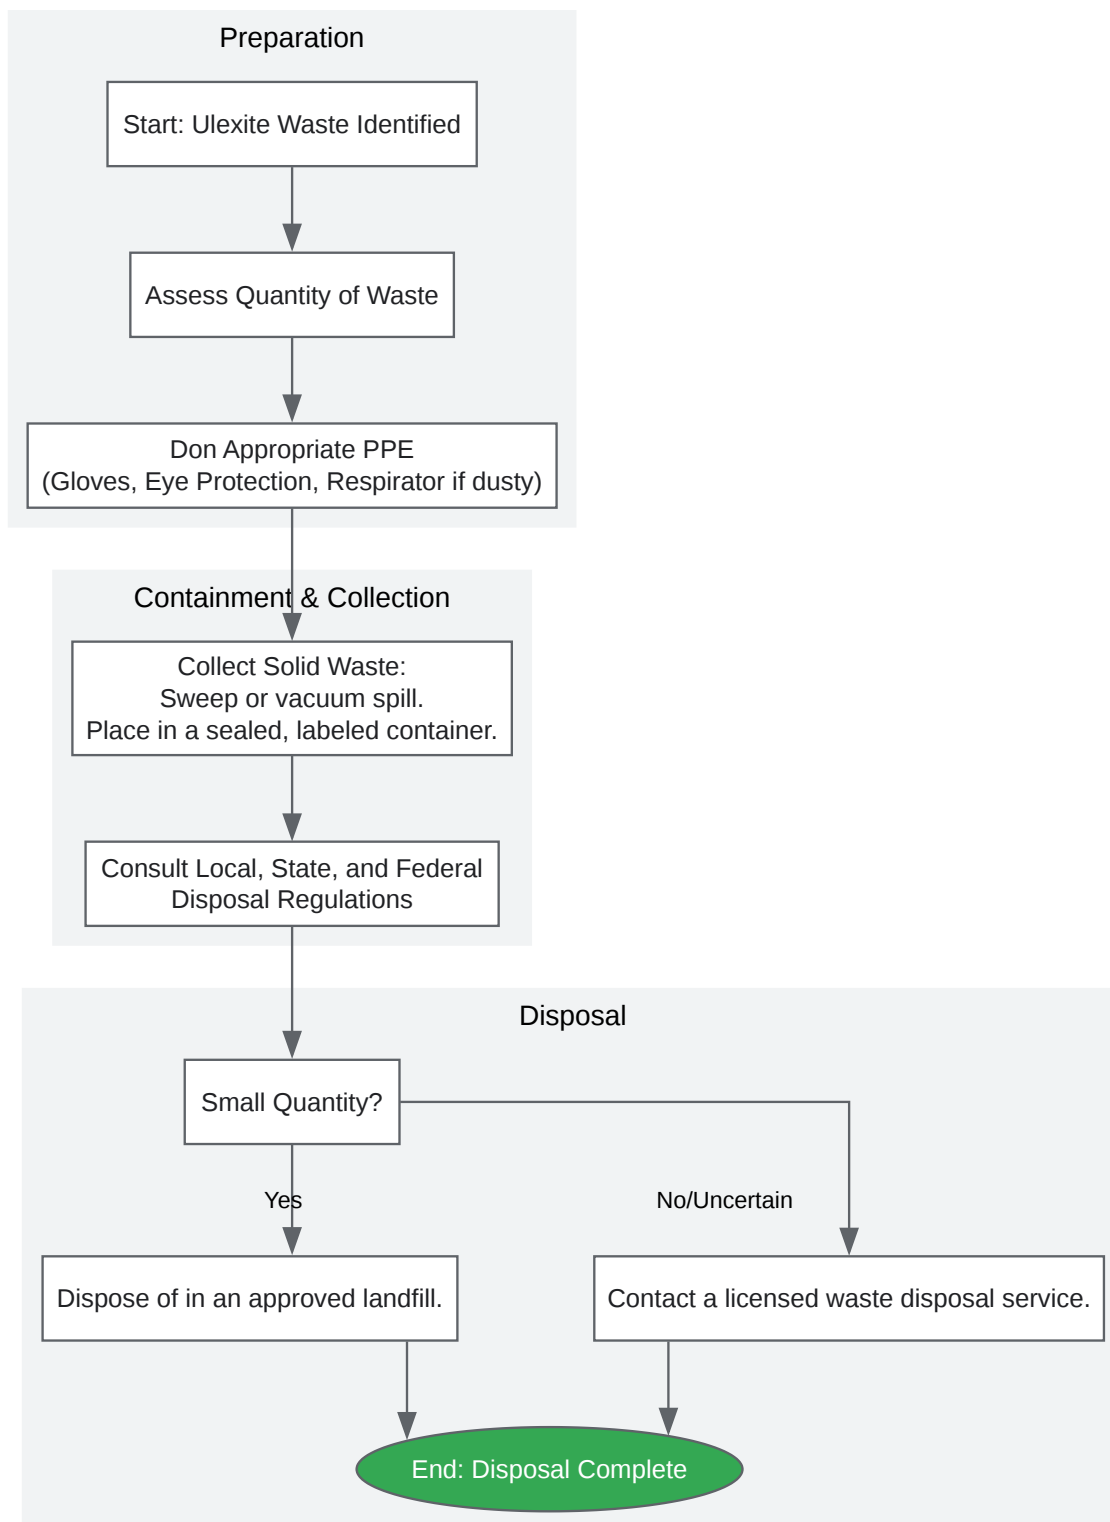 Preparation
Start: Ulexite Waste Identified
Assess Quantity of Waste
Don Appropriate PPE
(Gloves, Eye Protection, Respirator if dusty)
Containment & Collection
Collect Solid Waste:
Sweep or vacuum spill.
Place in a sealed, labeled container.
Consult Local, State, and Federal
Disposal Regulations
Disposal
Small Quantity?
Yes
No/Uncertain
Dispose of in an approved landfill.
Contact a licensed waste disposal service.
End: Disposal Complete